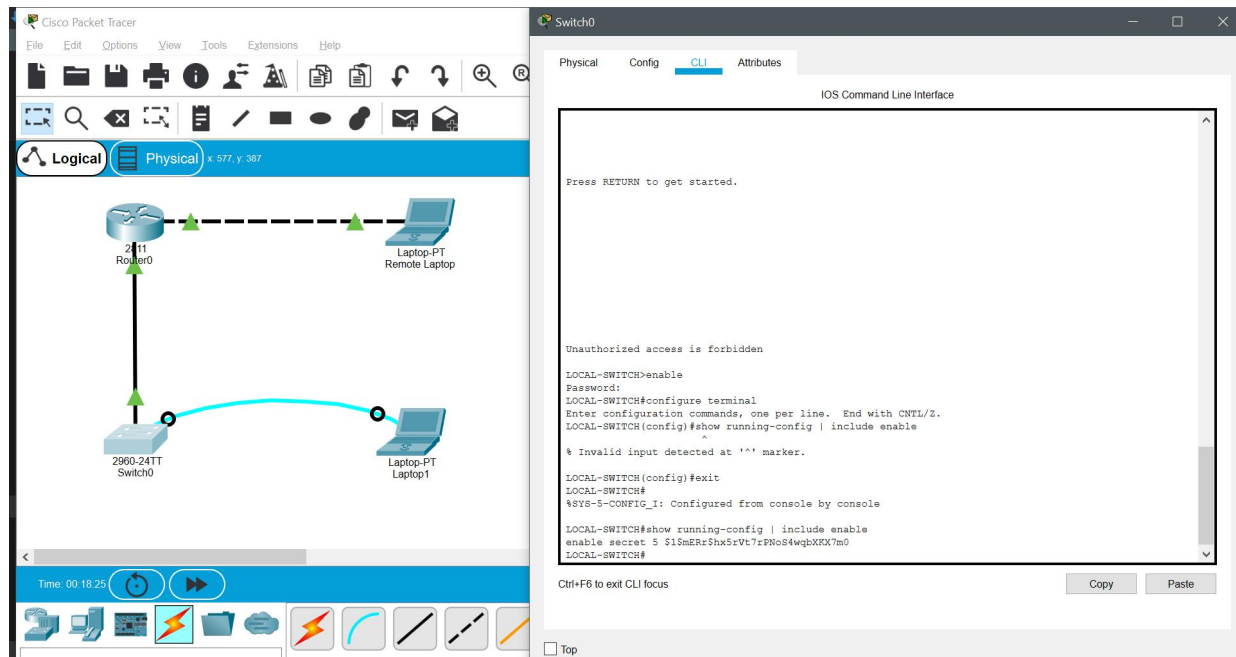 Cisco Packet Tracer
File Edit Options View Tools Extensions Help
Logical
Physical
x: 577, y: 387
2811
Router0
Laptop-PT
Remote Laptop
2960-24TT
Switch0
Laptop-PT
Laptop1
Time: 00:18:25
Switch0
Physical Config CLI Attributes
IOS Command Line Interface
Press RETURN to get started.
Unauthorized access is forbidden
LOCAL-SWITCH>enable
Password:
LOCAL-SWITCH#configure terminal
Enter configuration commands, one per line. End with CNTL/Z.
LOCAL-SWITCH(config)#show running-config | include enable
^
% Invalid input detected at '^' marker.
LOCAL-SWITCH(config)#exit
LOCAL-SWITCH#
%SYS-5-CONFIG_I: Configured from console by console
LOCAL-SWITCH#show running-config | include enable
enable secret 5 $1$mERr$hx5rVt7rPNoS4wqbXKX7m0
LOCAL-SWITCH#
Ctrl+F6 to exit CLI focus
Copy
Paste
Top